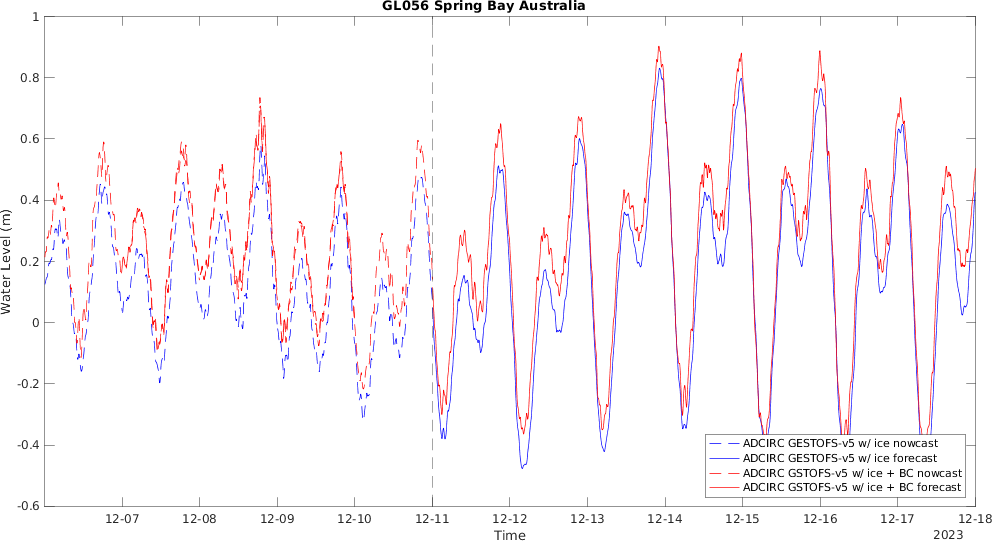 GL056 Spring Bay Australia
1
0.8
0.6
0.4
0.2
0
-0.2
-0.4
-0.6
Water Level (m)
ADCIRC GESTOFS-v5 w/ ice nowcast
ADCIRC GESTOFS-v5 w/ ice forecast
ADCIRC GSTOFS-v5 w/ ice + BC nowcast
ADCIRC GSTOFS-v5 w/ ice + BC forecast
12-07 12-08 12-09 12-10 12-11 12-12 12-13 12-14 12-15 12-16 12-17 12-18
Time
2023